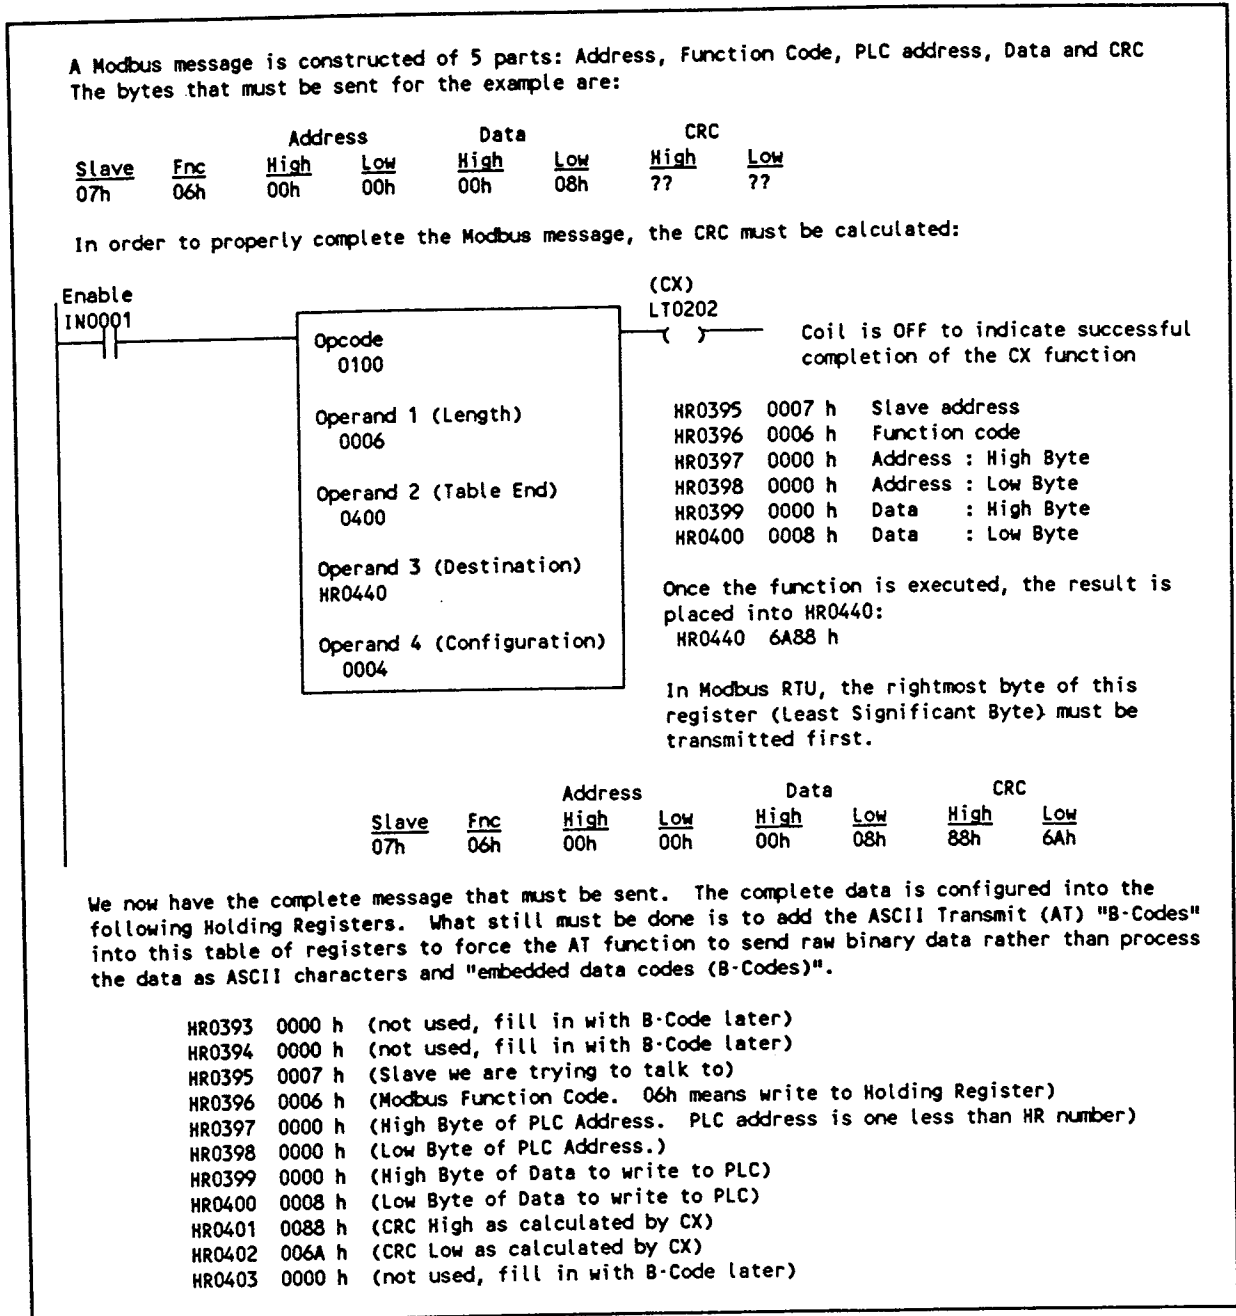 A Modbus message is constructed of 5 parts: Address, Function Code, PLC address, Data and CRC
The bytes that must be sent for the example are:
Address Data CRC
Slave Fnc High Low High Low High Low
07h 06h 00h 00h 00h 08h ?? ??
In order to properly complete the Modbus message, the CRC must be calculated:
Enable
IN0001
(CX)
LT0202
( )
Coil is OFF to indicate successful
completion of the CX function
Opcode
0100
Operand 1 (Length)
0006
Operand 2 (Table End)
0400
Operand 3 (Destination)
HR0440
Operand 4 (Configuration)
0004
HR0395 0007 h Slave address
HR0396 0006 h Function code
HR0397 0000 h Address : High Byte
HR0398 0000 h Address : Low Byte
HR0399 0000 h Data : High Byte
HR0400 0008 h Data : Low Byte
Once the function is executed, the result is
placed into HR0440:
HR0440 6A88 h
In Modbus RTU, the rightmost byte of this
register (Least Significant Byte) must be
transmitted first.
Address Data CRC
Slave Fnc High Low High Low High Low
07h 06h 00h 00h 00h 08h 88h 6Ah
We now have the complete message that must be sent. The complete data is configured into the
following Holding Registers. What still must be done is to add the ASCII Transmit (AT) "B-Codes"
into this table of registers to force the AT function to send raw binary data rather than process
the data as ASCII characters and "embedded data codes (B-Codes)".
HR0393 0000 h (not used, fill in with B-Code later)
HR0394 0000 h (not used, fill in with B-Code later)
HR0395 0007 h (Slave we are trying to talk to)
HR0396 0006 h (Modbus Function Code. 06h means write to Holding Register)
HR0397 0000 h (High Byte of PLC Address. PLC address is one less than HR number)
HR0398 0000 h (Low Byte of PLC Address.)
HR0399 0000 h (High Byte of Data to write to PLC)
HR0400 0008 h (Low Byte of Data to write to PLC)
HR0401 0088 h (CRC High as calculated by CX)
HR0402 006A h (CRC Low as calculated by CX)
HR0403 0000 h (not used, fill in with B-Code later)